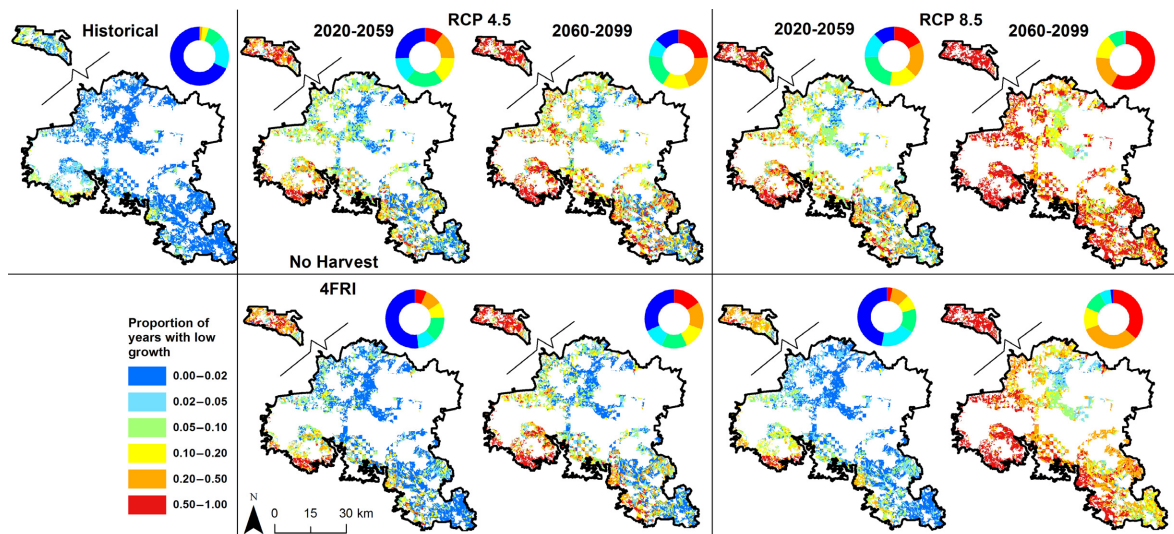 RCP 4.5
RCP 8.5
Historical
2020-2059
2060-2099
2020-2059
2060-2099
No Harvest
4FRI
Proportion of
years with low
growth
0.00–0.02
0.02–0.05
0.05–0.10
0.10–0.20
0.20–0.50
0.50–1.00
N
0 15 30 km